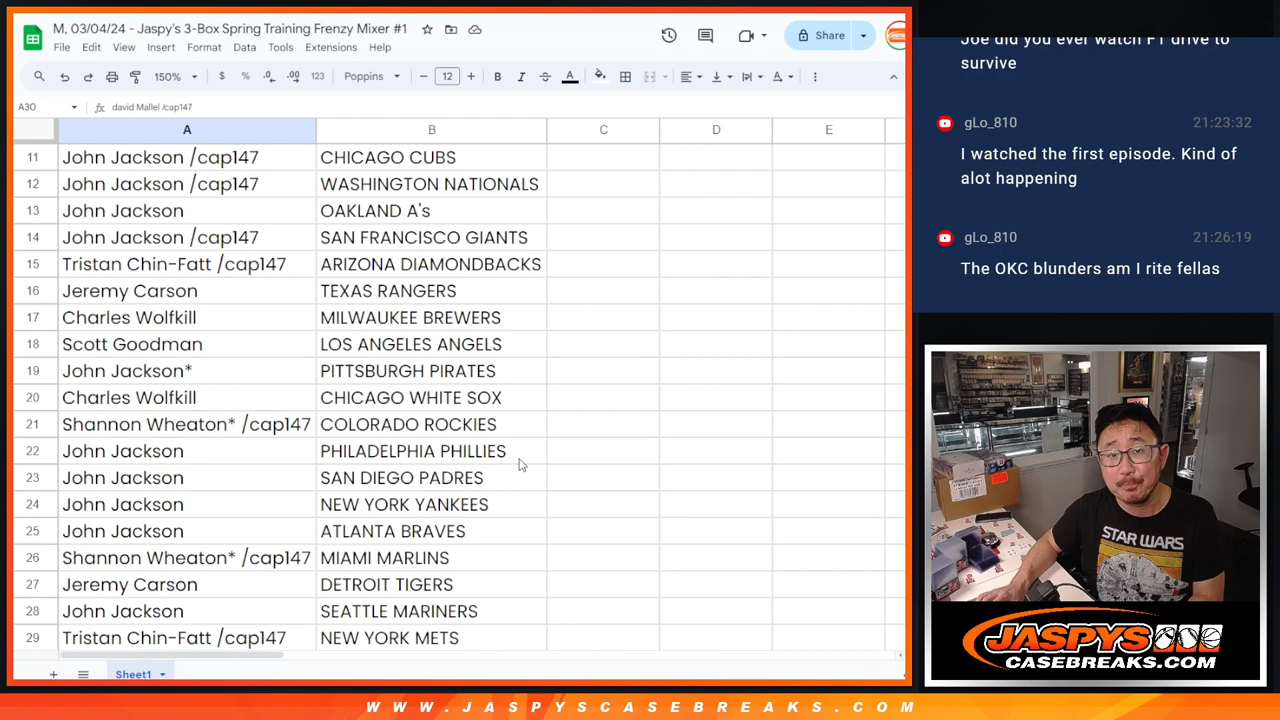 M, 03/04/24 - Jaspy's 3-Box Spring Training Frenzy Mixer #1
File Edit View Insert Format Data Tools Extensions Help
Share
150% $ % .0 .00 123 Poppins 12 B I A
A30 david Mallel /cap147
A B C D E
11 John Jackson /cap147 CHICAGO CUBS
12 John Jackson /cap147 WASHINGTON NATIONALS
13 John Jackson OAKLAND A's
14 John Jackson /cap147 SAN FRANCISCO GIANTS
15 Tristan Chin-Fatt /cap147 ARIZONA DIAMONDBACKS
16 Jeremy Carson TEXAS RANGERS
17 Charles Wolfkill MILWAUKEE BREWERS
18 Scott Goodman LOS ANGELES ANGELS
19 John Jackson* PITTSBURGH PIRATES
20 Charles Wolfkill CHICAGO WHITE SOX
21 Shannon Wheaton* /cap147 COLORADO ROCKIES
22 John Jackson PHILADELPHIA PHILLIES
23 John Jackson SAN DIEGO PADRES
24 John Jackson NEW YORK YANKEES
25 John Jackson ATLANTA BRAVES
26 Shannon Wheaton* /cap147 MIAMI MARLINS
27 Jeremy Carson DETROIT TIGERS
28 John Jackson SEATTLE MARINERS
29 Tristan Chin-Fatt /cap147 NEW YORK METS
Sheet1
Joe did you ever watch F1 drive to
survive
gLo_810 21:23:32
I watched the first episode. Kind of
alot happening
gLo_810 21:26:19
The OKC blunders am I rite fellas
STAR WARS
JASPYS
CASEBREAKS.COM
WWW.JASPYSCASEBREAKS.COM